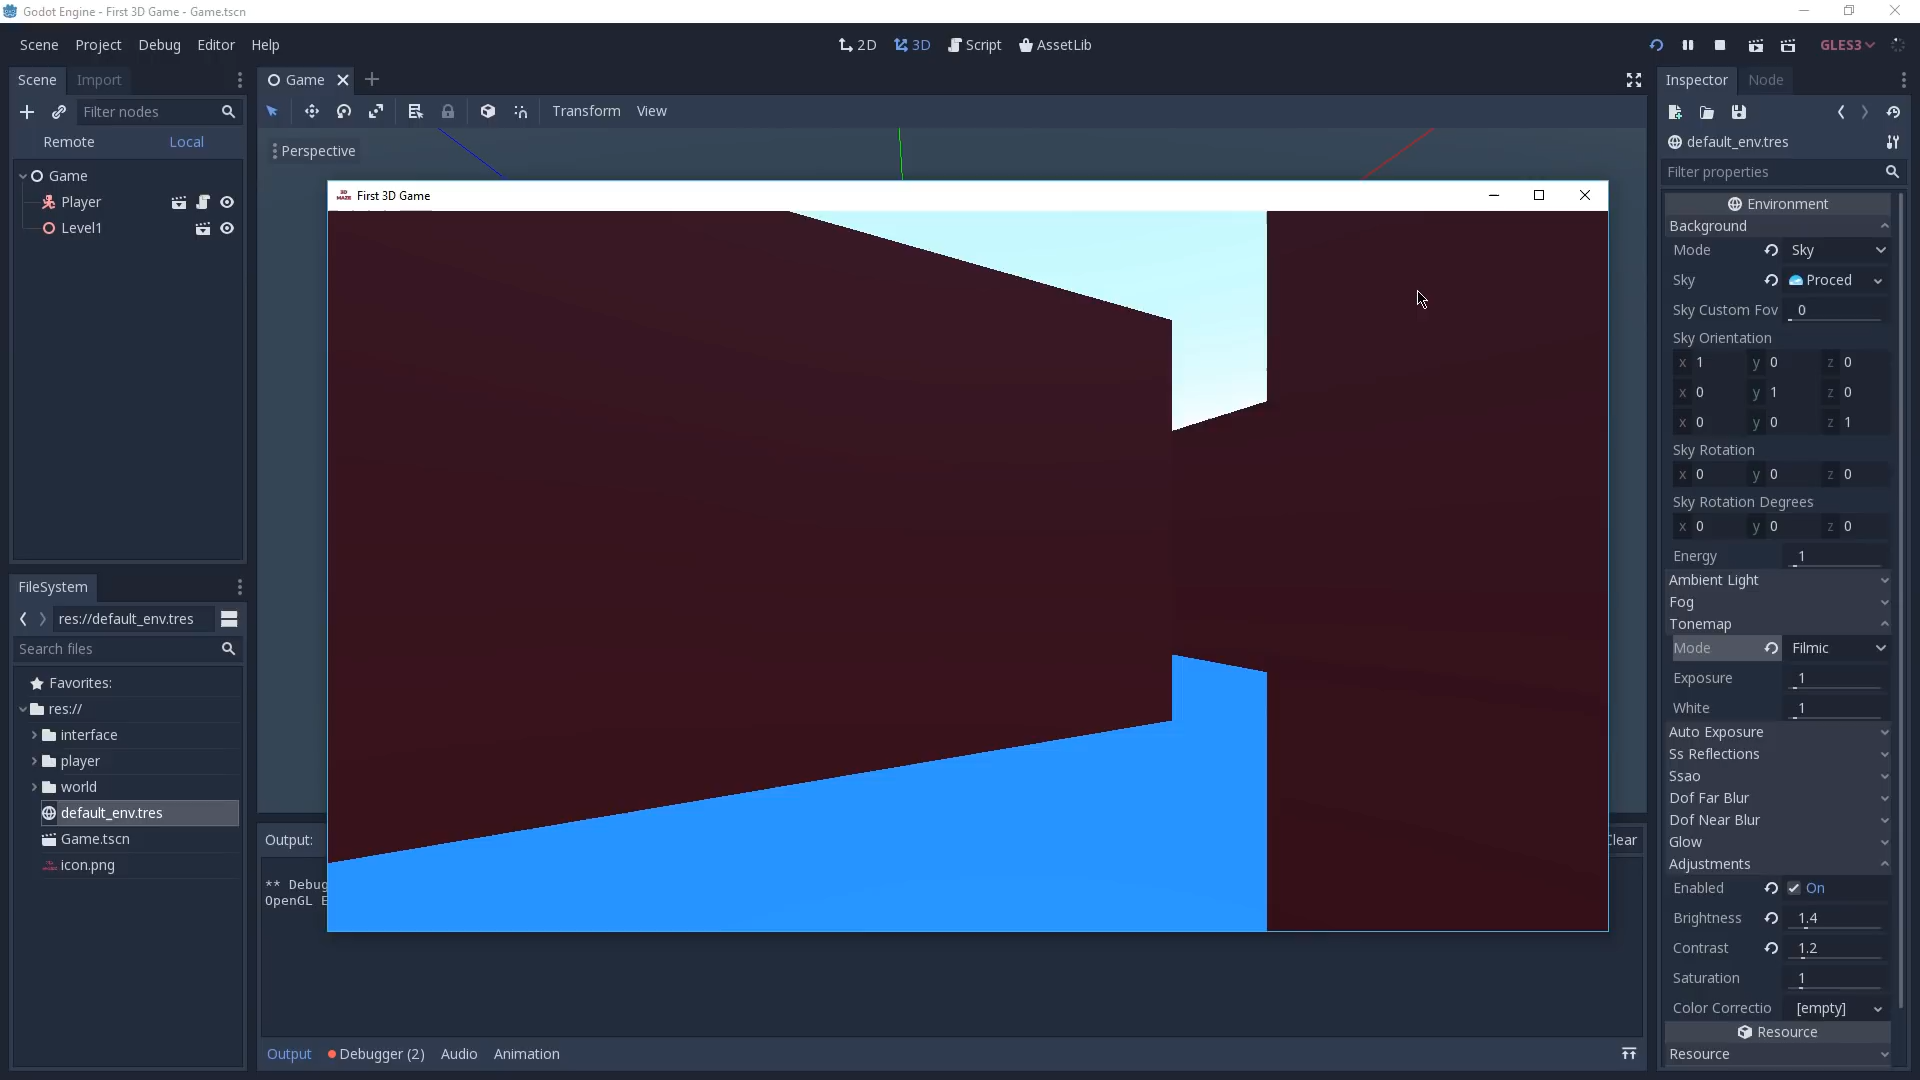 Godot Engine - First 3D Game - Game.tscn
Scene Project Debug Editor Help
2D 3D Script AssetLib
GLES3
Scene Import
Filter nodes
Remote Local
Game
Player
Level1
FileSystem
res://default_env.tres
Search files
Favorites:
res://
interface
player
world
default_env.tres
Game.tscn
icon.png
Game
Transform View
Perspective
First 3D Game
Output:
Clear
** Debug
OpenGL E
Output Debugger (2) Audio Animation
Inspector Node
default_env.tres
Filter properties
Environment
Background
Mode Sky
Sky Proced
Sky Custom Fov 0
Sky Orientation
x 1 y 0 z 0
x 0 y 1 z 0
x 0 y 0 z 1
Sky Rotation
x 0 y 0 z 0
Sky Rotation Degrees
x 0 y 0 z 0
Energy 1
Ambient Light
Fog
Tonemap
Mode Filmic
Exposure 1
White 1
Auto Exposure
Ss Reflections
Ssao
Dof Far Blur
Dof Near Blur
Glow
Adjustments
Enabled On
Brightness 1.4
Contrast 1.2
Saturation 1
Color Correctio [empty]
Resource
Resource